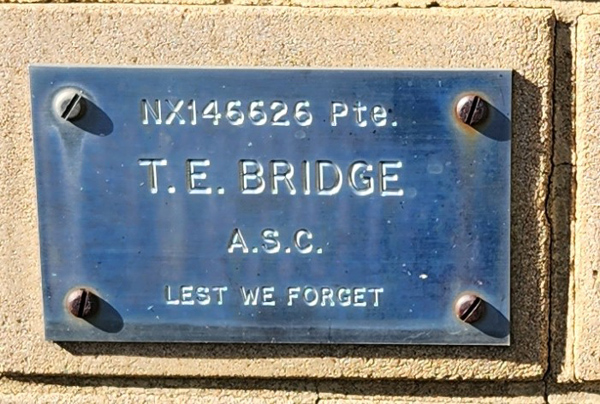 NX146626 Pte.
T.E. BRIDGE
A.S.C.
LEST WE FORGET